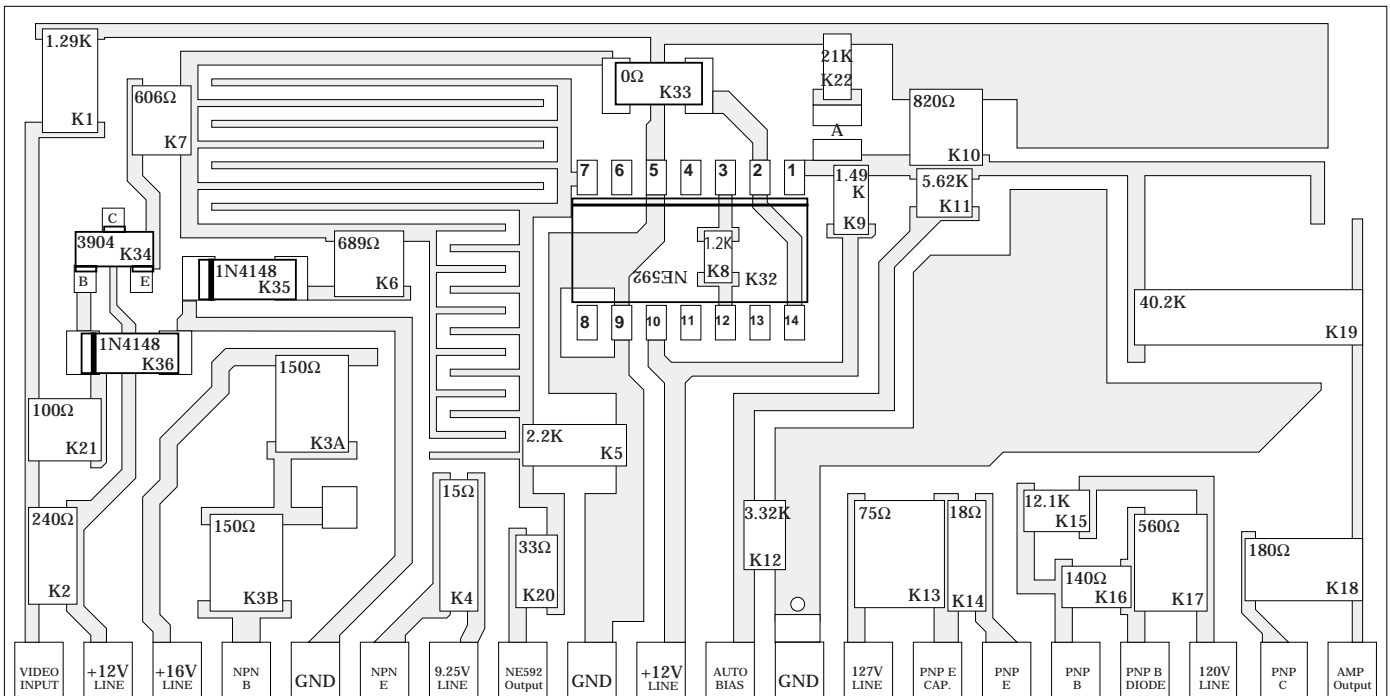 1.29K
K1
606Ω
K7
0Ω
K33
21K
K22
A
820Ω
K10
7 6 5 4 3 2 1
1.49
K
K9
5.62K
K11
C
3904
K34
B
E
689Ω
K6
1N4148
K35
1.2K
K8
NE592
K32
8 9 10 11 12 13 14
40.2K
K19
1N4148
K36
150Ω
K3A
100Ω
K21
2.2K
K5
240Ω
K2
150Ω
K3B
15Ω
K4
33Ω
K20
3.32K
K12
75Ω
K13
18Ω
K14
12.1K
K15
140Ω
K16
560Ω
K17
180Ω
K18
VIDEO
INPUT
+12V
LINE
+16V
LINE
NPN
B
GND
NPN
E
9.25V
LINE
NE592
Output
GND
+12V
LINE
AUTO
BIAS
GND
127V
LINE
PNP E
CAP.
PNP
E
PNP
B
PNP B
DIODE
120V
LINE
PNP
C
AMP
Output